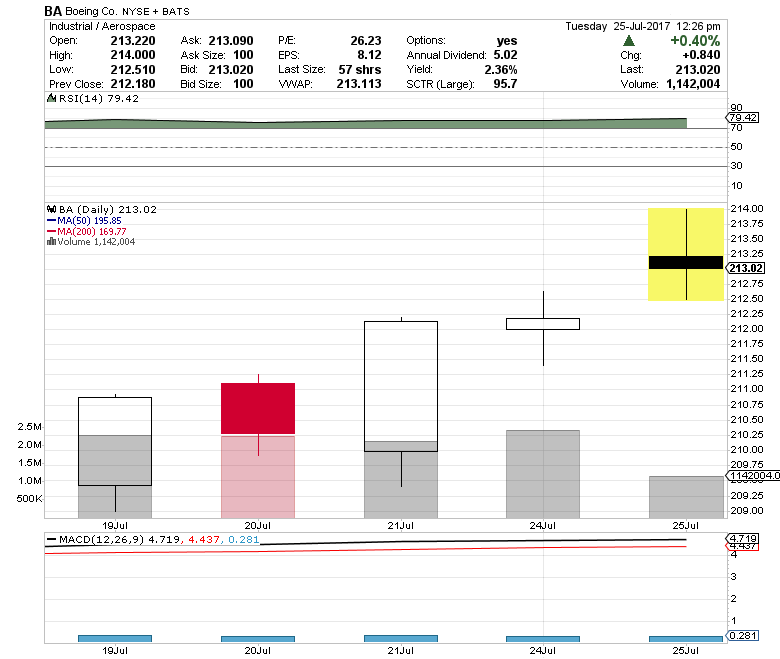 BA Boeing Co. NYSE + BATS
Industrial / Aerospace
Tuesday 25-Jul-2017 12:26 pm
Open: 213.220 Ask: 213.090 P/E: 26.23 Options: yes +0.40%
High: 214.000 Ask Size: 100 EPS: 8.12 Annual Dividend: 5.02 Chg: +0.840
Low: 212.510 Bid: 213.020 Last Size: 57 shrs Yield: 2.36% Last: 213.020
Prev Close: 212.180 Bid Size: 100 VWAP: 213.113 SCTR (Large): 95.7 Volume: 1,142,004
RSI(14) 79.42
90
79.42
70
50
30
10
BA (Daily) 213.02
MA(50) 195.85
MA(200) 169.77
Volume 1,142,004
214.00
213.75
213.50
213.25
213.02
212.75
212.50
212.25
212.00
211.75
211.50
211.25
211.00
210.75
210.50
2.5M 210.25
2.0M 210.00
1.5M 209.75
1142004.0
1.0M
500K 209.25
209.00
19Jul 20Jul 21Jul 24Jul 25Jul
MACD(12,26,9) 4.719, 4.437, 0.281
4.719
4.437
4
3
2
1
0.281
19Jul 20Jul 21Jul 24Jul 25Jul